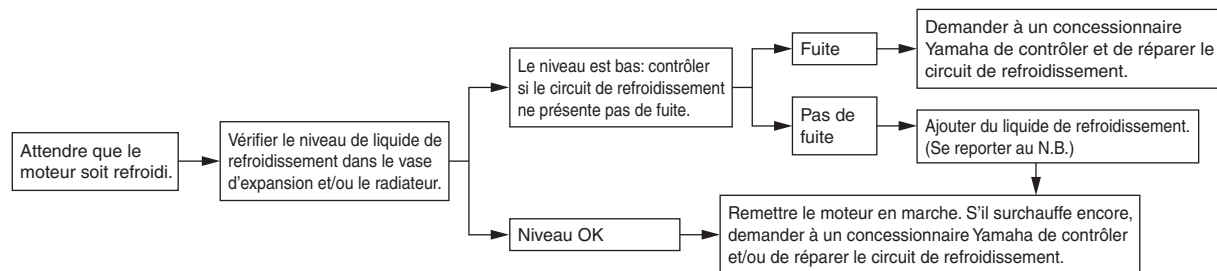 Attendre que le
moteur soit refroidi.
Vérifier le niveau de liquide de
refroidissement dans le vase
d’expansion et/ou le radiateur.
Le niveau est bas: contrôler
si le circuit de refroidissement
ne présente pas de fuite.
Fuite
Demander à un concessionnaire
Yamaha de contrôler et de réparer le
circuit de refroidissement.
Pas de
fuite
Ajouter du liquide de refroidissement.
(Se reporter au N.B.)
Niveau OK
Remettre le moteur en marche. S’il surchauffe encore,
demander à un concessionnaire Yamaha de contrôler
et/ou de réparer le circuit de refroidissement.